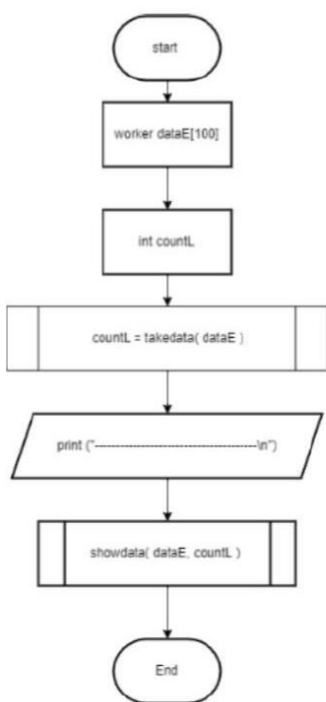 start
worker dataE[100]
int countL
countL = takedata( dataE )
print ("-----------------------------------------\n")
showdata( dataE, countL )
End